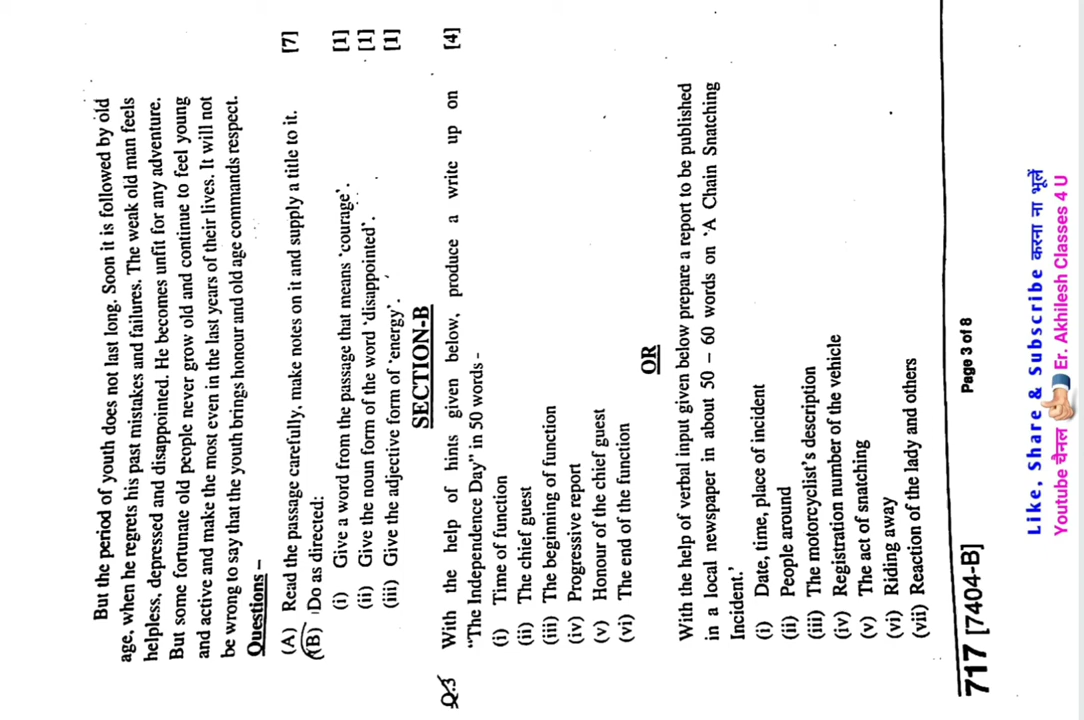 But the period of youth does not last long. Soon it is followed by old
age, when he regrets his past mistakes and failures. The weak old man feels
helpless, depressed and disappointed. He becomes unfit for any adventure.
But some fortunate old people never grow old and continue to feel young
and active and make the most even in the last years of their lives. It will not
be wrong to say that the youth brings honour and old age commands respect.
Questions –
(A) Read the passage carefully, make notes on it and supply a title to it. [7]
(B) Do as directed:
(i) Give a word from the passage that means 'courage'. [1]
(ii) Give the noun form of the word 'disappointed'. [1]
(iii) Give the adjective form of 'energy'. [1]
SECTION-B
Q.3 With the help of hints given below, produce a write up on [4]
"The Independence Day" in 50 words -
(i) Time of function
(ii) The chief guest
(iii) The beginning of function
(iv) Progressive report
(v) Honour of the chief guest
(vi) The end of the function
OR
With the help of verbal input given below prepare a report to be published
in a local newspaper in about 50 – 60 words on 'A Chain Snatching
Incident.'
(i) Date, time, place of incident
(ii) People around
(iii) The motorcyclist's description
(iv) Registration number of the vehicle
(v) The act of snatching
(vi) Riding away
(vii) Reaction of the lady and others
717 [7404-B] Page 3 of 8
Like, Share & Subscribe करना ना भूलें
Youtube चैनल Er. Akhilesh Classes 4 U